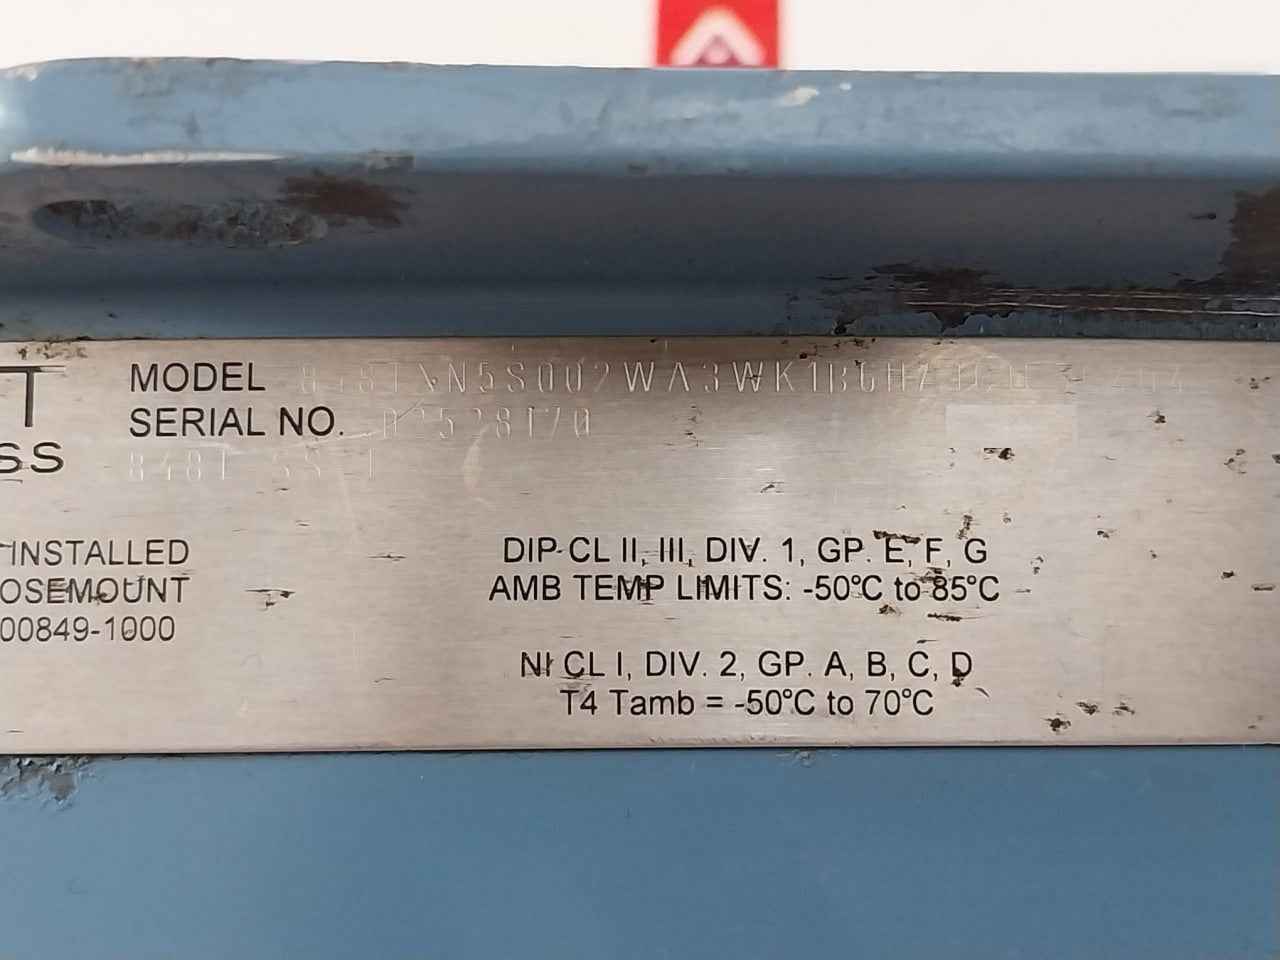 T
MODEL
SERIAL NO.
SS
INSTALLED
OSEMOUNT
00849-1000
DIP-CL II, III, DIV. 1, GP. E, F, G
AMB TEMP LIMITS: -50°C to 85°C
NI CL I, DIV. 2, GP. A, B, C, D
T4 Tamb = -50°C to 70°C